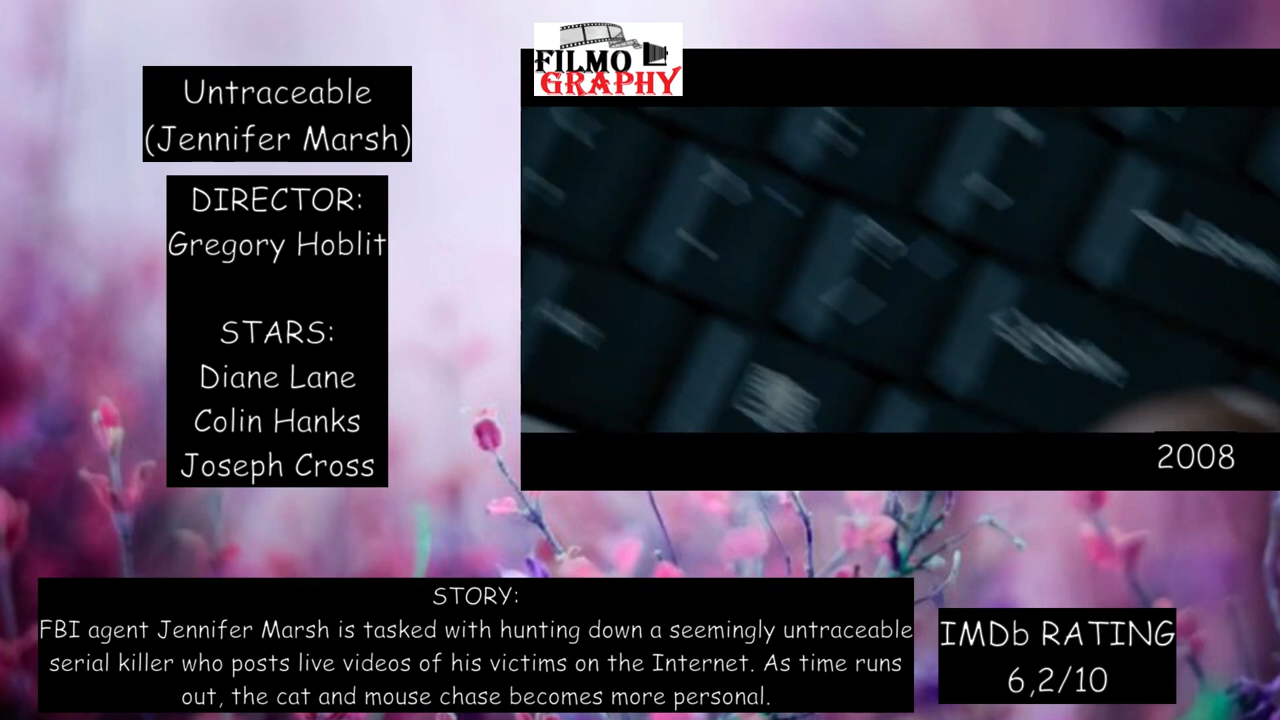 FILMO
GRAPHY
Untraceable
(Jennifer Marsh)
DIRECTOR:
Gregory Hoblit
STARS:
Diane Lane
Colin Hanks
Joseph Cross
2008
STORY:
FBI agent Jennifer Marsh is tasked with hunting down a seemingly untraceable
serial killer who posts live videos of his victims on the Internet. As time runs
out, the cat and mouse chase becomes more personal.
IMDb RATING
6,2/10